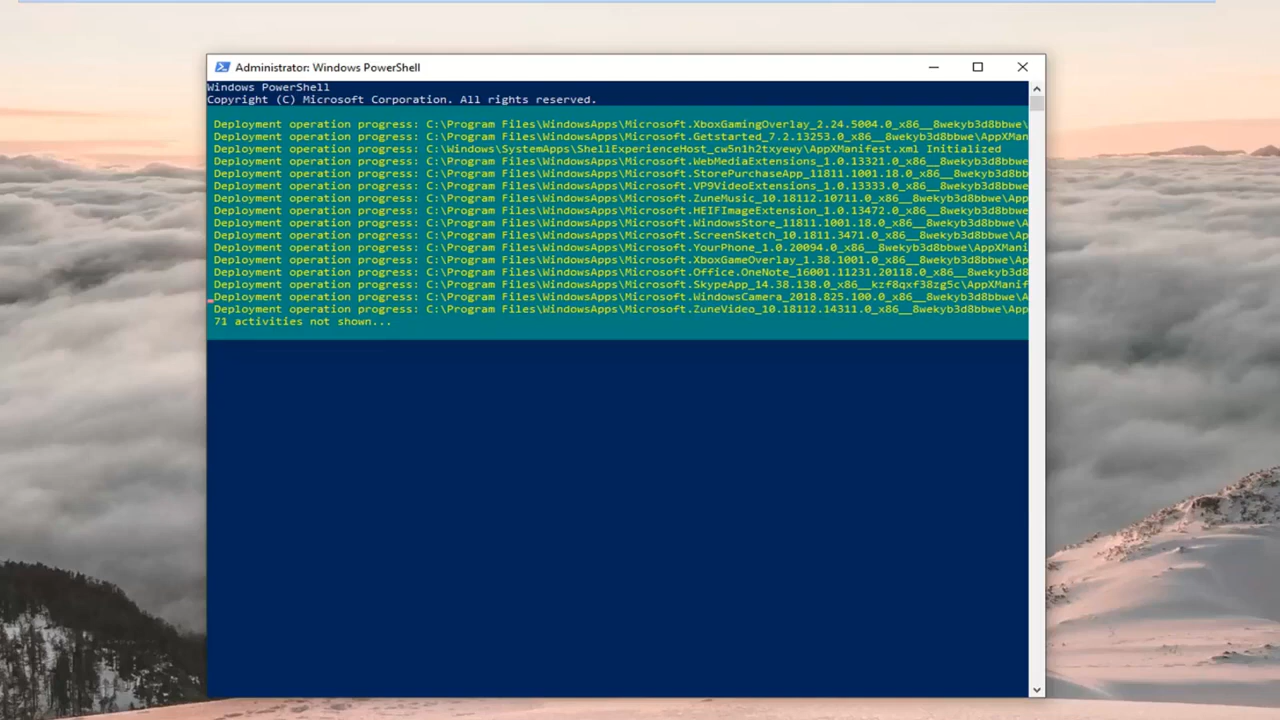 Administrator: Windows PowerShell
Windows PowerShell
Copyright (C) Microsoft Corporation. All rights reserved.
Deployment operation progress: C:\Program Files\WindowsApps\Microsoft.XboxGamingOverlay_2.24.5004.0_x86__8wekyb3d8bbwe\
Deployment operation progress: C:\Program Files\WindowsApps\Microsoft.Getstarted_7.2.13253.0_x86__8wekyb3d8bbwe\AppXMan
Deployment operation progress: C:\Windows\SystemApps\ShellExperienceHost_cw5n1h2txyewy\AppXManifest.xml Initialized
Deployment operation progress: C:\Program Files\WindowsApps\Microsoft.WebMediaExtensions_1.0.13321.0_x86__8wekyb3d8bbwe
Deployment operation progress: C:\Program Files\WindowsApps\Microsoft.StorePurchaseApp_11811.1001.18.0_x86__8wekyb3d8bb
Deployment operation progress: C:\Program Files\WindowsApps\Microsoft.VP9VideoExtensions_1.0.13333.0_x86__8wekyb3d8bbwe
Deployment operation progress: C:\Program Files\WindowsApps\Microsoft.ZuneMusic_10.18112.10711.0_x86__8wekyb3d8bbwe\App
Deployment operation progress: C:\Program Files\WindowsApps\Microsoft.HEIFImageExtension_1.0.13472.0_x86__8wekyb3d8bbwe
Deployment operation progress: C:\Program Files\WindowsApps\Microsoft.WindowsStore_11811.1001.18.0_x86__8wekyb3d8bbwe\A
Deployment operation progress: C:\Program Files\WindowsApps\Microsoft.ScreenSketch_10.1811.3471.0_x86__8wekyb3d8bbwe\Ap
Deployment operation progress: C:\Program Files\WindowsApps\Microsoft.YourPhone_1.0.20094.0_x86__8wekyb3d8bbwe\AppXMani
Deployment operation progress: C:\Program Files\WindowsApps\Microsoft.XboxGameOverlay_1.38.1001.0_x86__8wekyb3d8bbwe\Ap
Deployment operation progress: C:\Program Files\WindowsApps\Microsoft.Office.OneNote_16001.11231.20118.0_x86__8wekyb3d8
Deployment operation progress: C:\Program Files\WindowsApps\Microsoft.SkypeApp_14.38.138.0_x86__kzf8qxf38zg5c\AppXManif
Deployment operation progress: C:\Program Files\WindowsApps\Microsoft.WindowsCamera_2018.825.100.0_x86__8wekyb3d8bbwe\A
Deployment operation progress: C:\Program Files\WindowsApps\Microsoft.ZuneVideo_10.18112.14311.0_x86__8wekyb3d8bbwe\App
71 activities not shown...